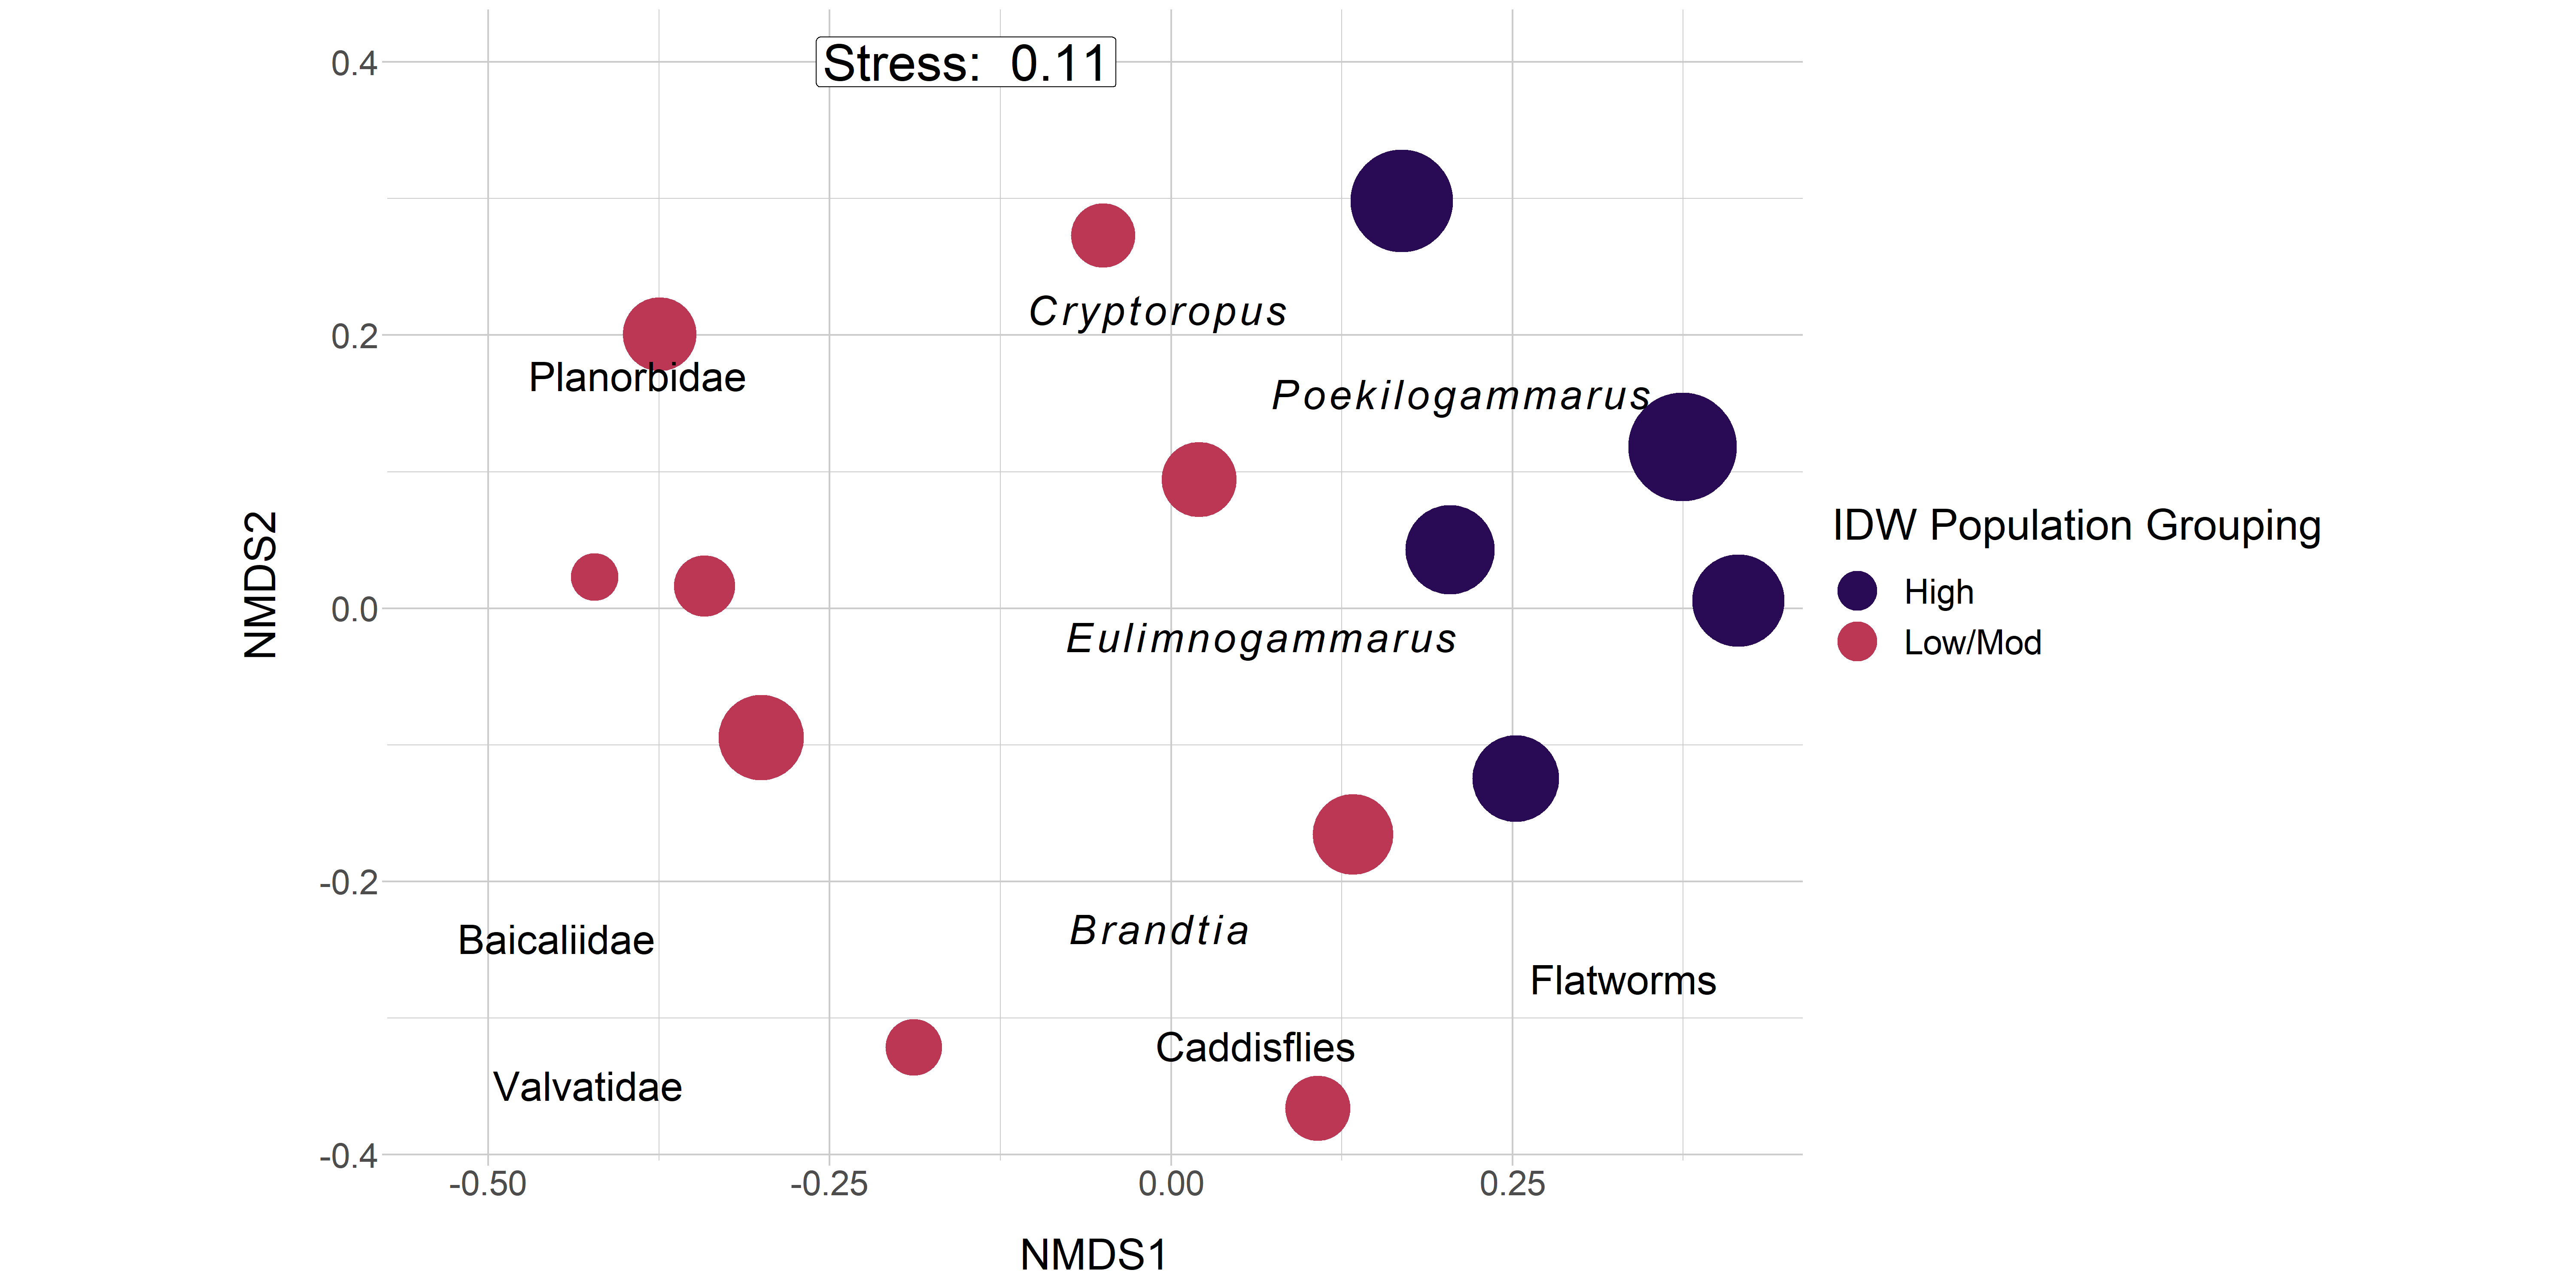 Stress:  0.11
0.4
0.2
0.0
-0.2
-0.4
NMDS2
Cryptoropus
Planorbidae
Poekilogammarus
Eulimnogammarus
Brandtia
Baicaliidae
Flatworms
Caddisflies
Valvatidae
-0.50
-0.25
0.00
0.25
NMDS1
IDW Population Grouping
High
Low/Mod